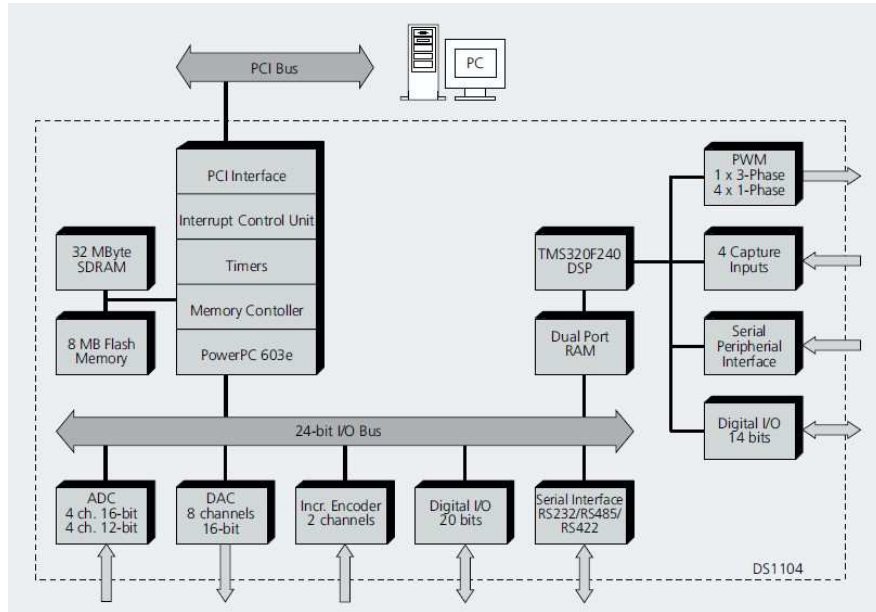 PCI Bus
PC
PCI Interface
Interrupt Control Unit
Timers
Memory Contoller
PowerPC 603e
32 MByte
SDRAM
8 MB Flash
Memory
TMS320F240
DSP
Dual Port
RAM
PWM
1 x 3-Phase
4 x 1-Phase
4 Capture
Inputs
Serial
Peripherial
Interface
Digital I/O
14 bits
24-bit I/O Bus
ADC
4 ch. 16-bit
4 ch. 12-bit
DAC
8 channels
16-bit
Incr. Encoder
2 channels
Digital I/O
20 bits
Serial Interface
RS232/RS485/
RS422
DS1104